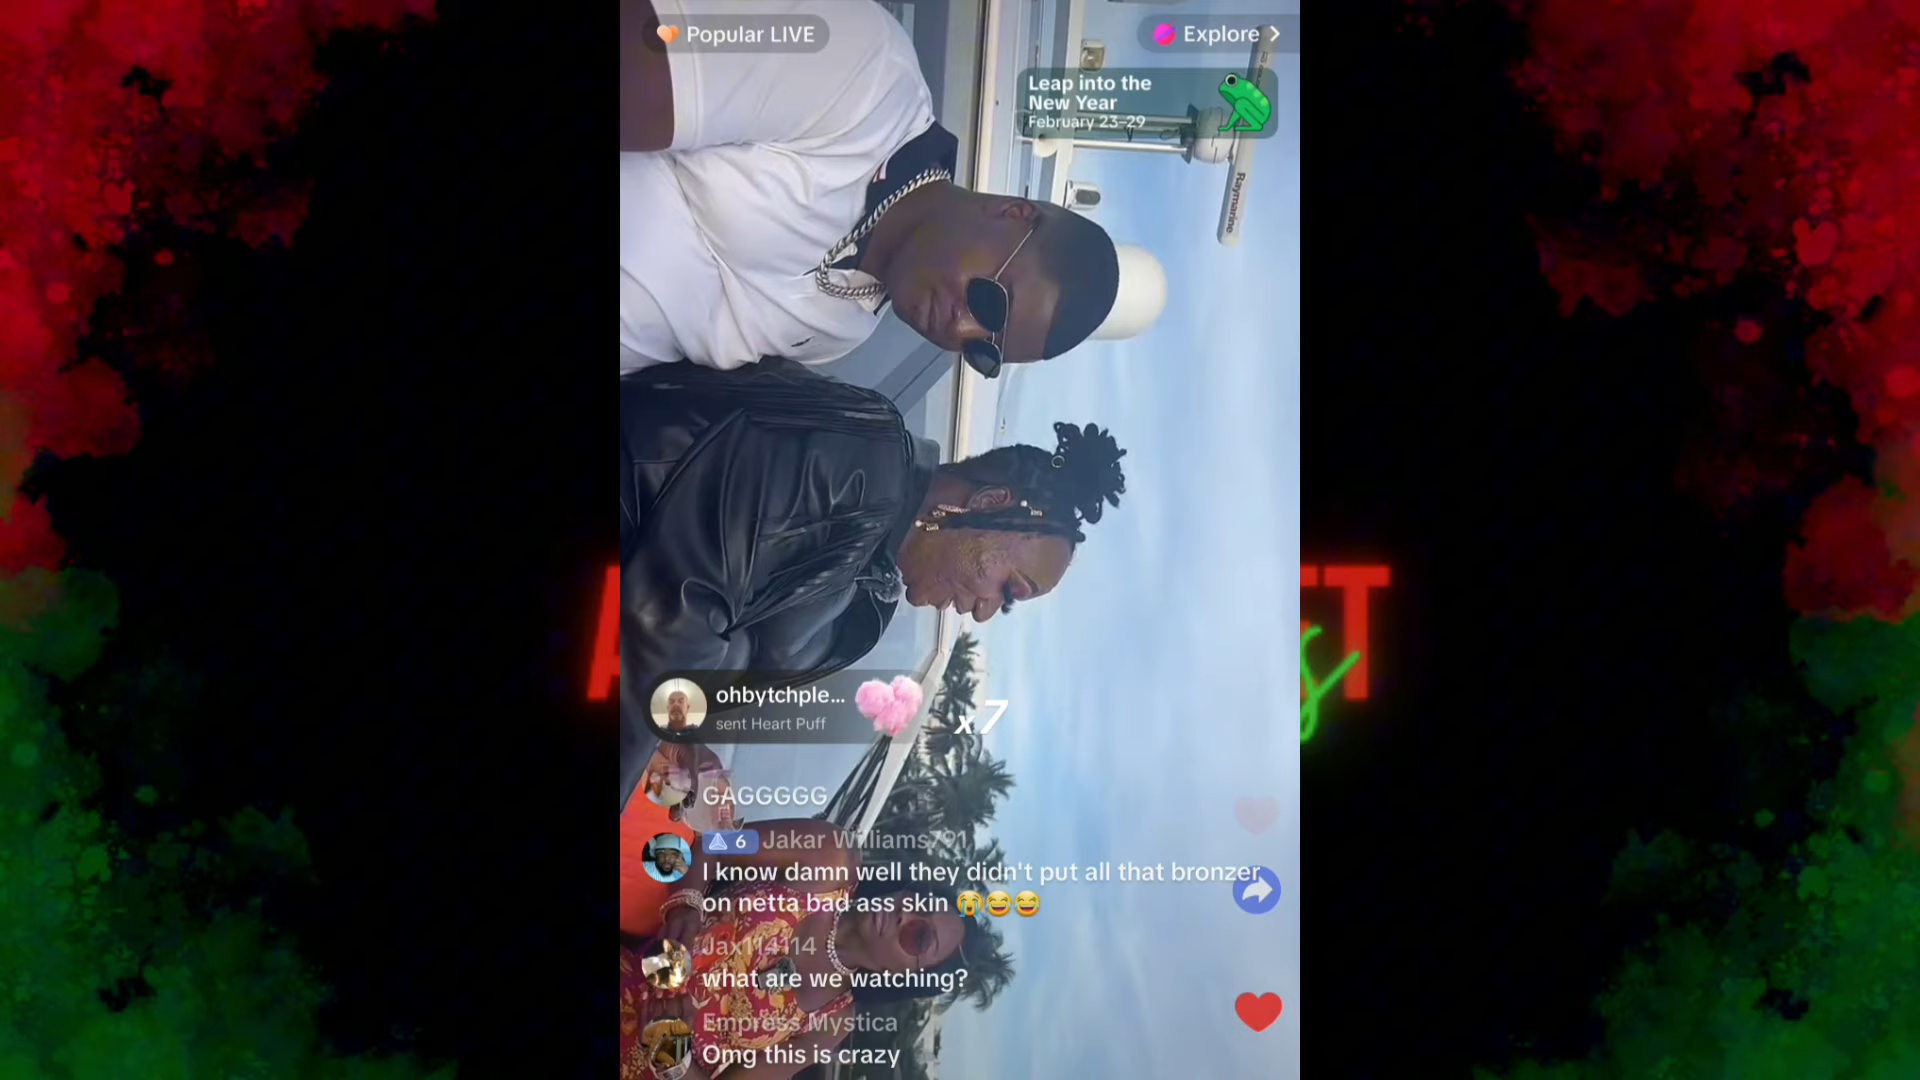 Popular LIVE
Explore
Leap into the
New Year
February 23-29
Raymarine
ohbytchple...
sent Heart Puff
x7
GAGGGGG
6 Jakar Williams791
I know damn well they didn't put all that bronzer
on netta bad ass skin 😭😂😂
Jax114114
what are we watching?
Empress Mystica
Omg this is crazy